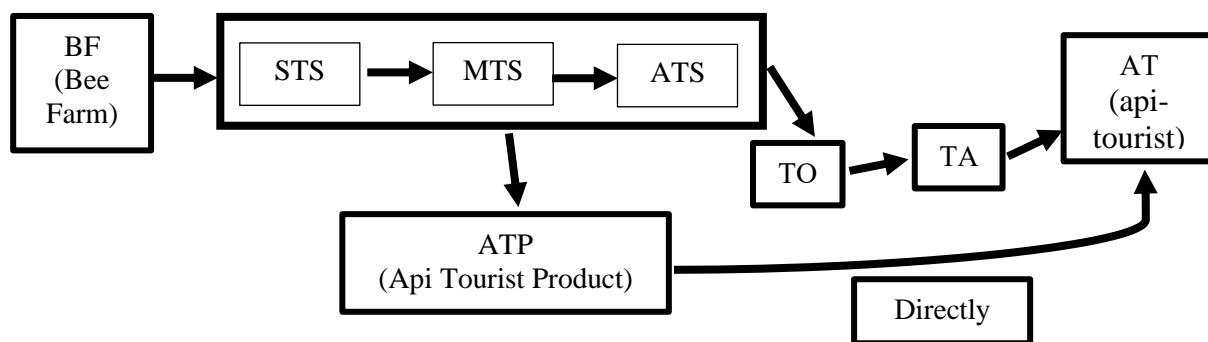 BF
(Bee
Farm)
STS
MTS
ATS
AT
(api-
tourist)
TO
TA
ATP
(Api Tourist Product)
Directly